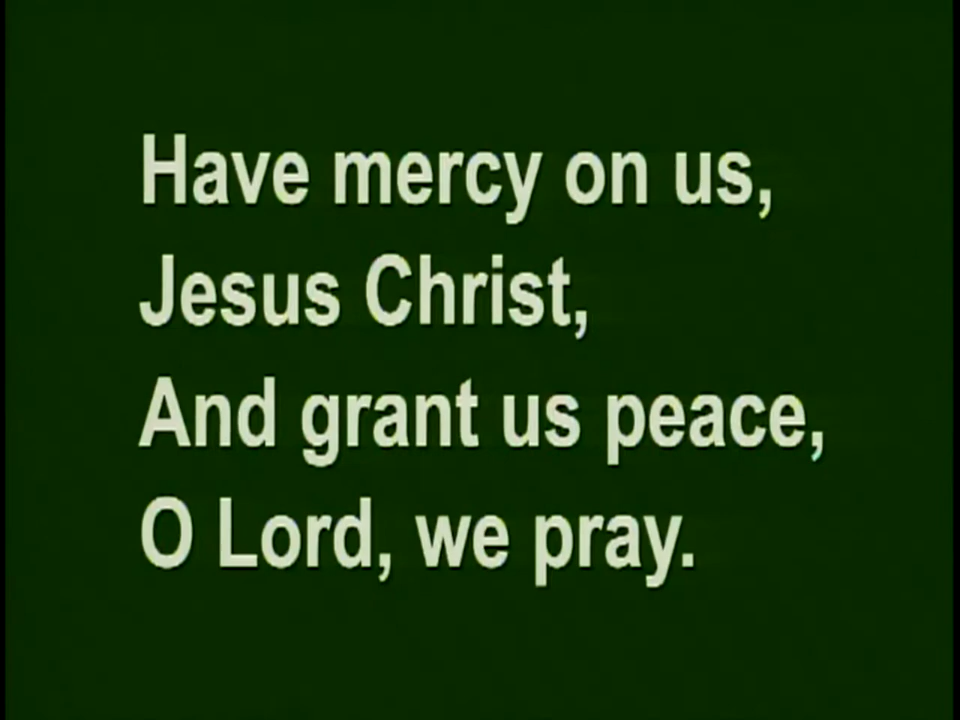 Have mercy on us,
Jesus Christ,
And grant us peace,
O Lord, we pray.